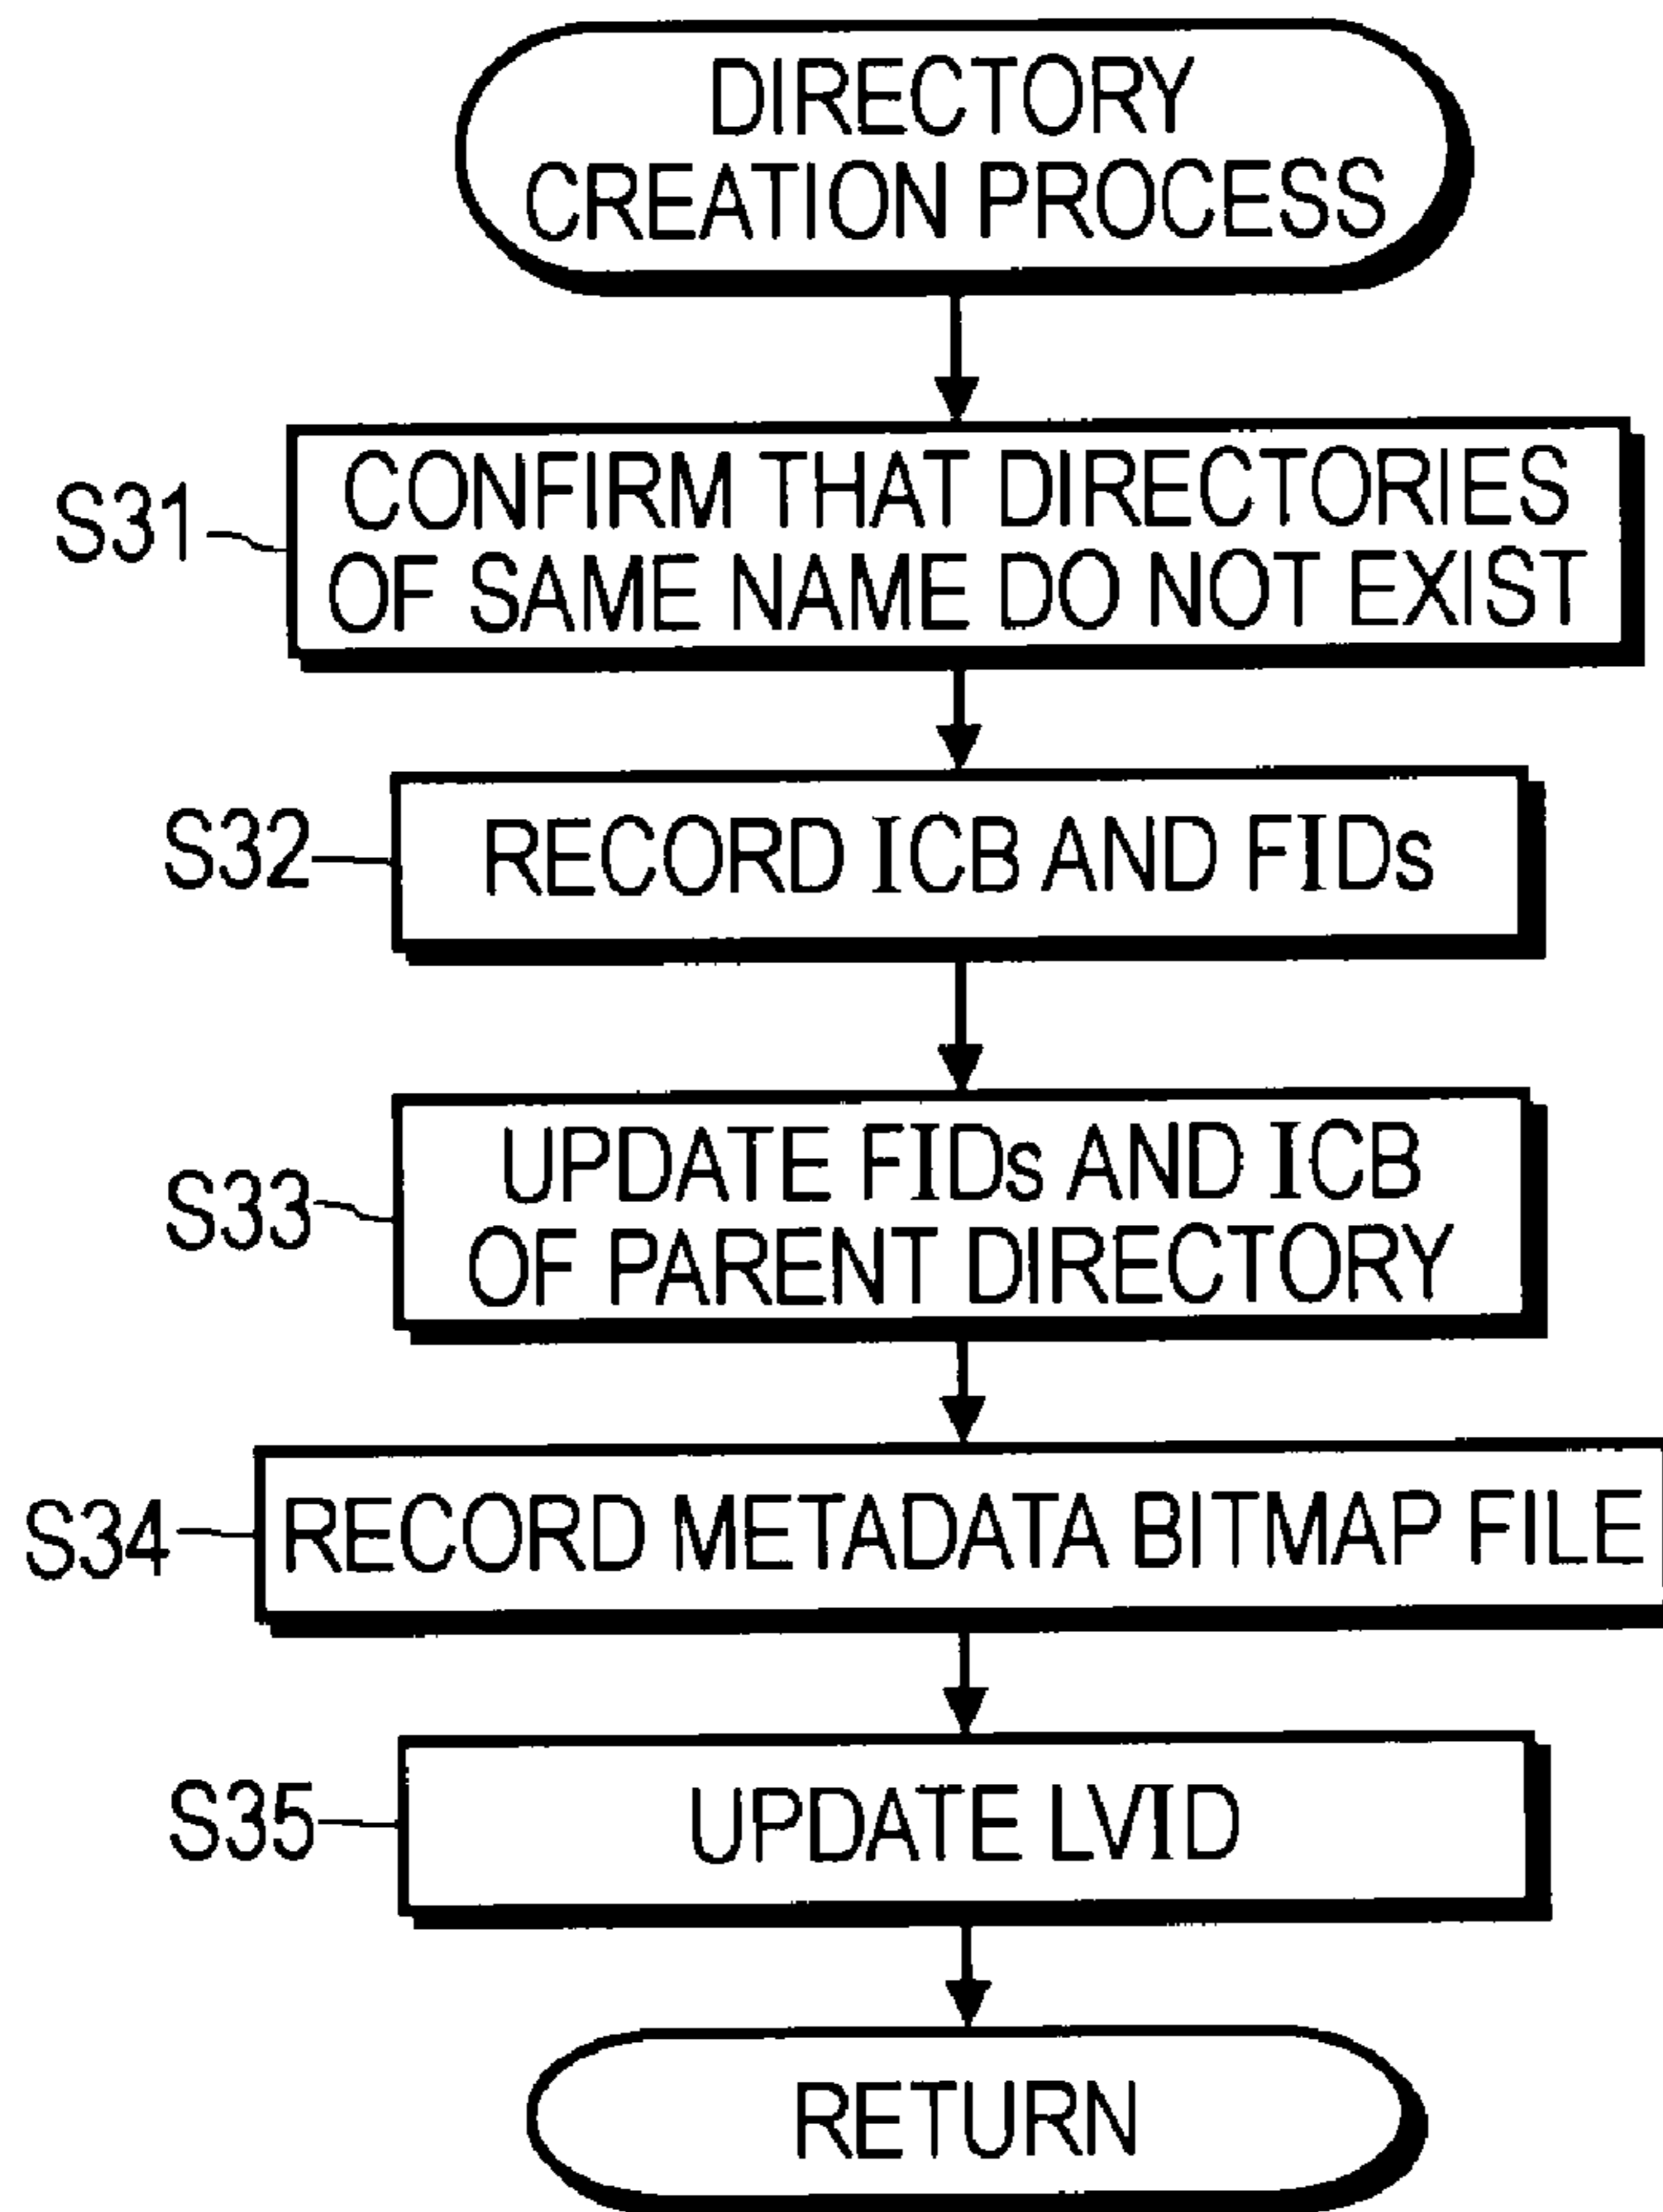 DIRECTORY
CREATION PROCESS
S31
CONFIRM THAT DIRECTORIES
OF SAME NAME DO NOT EXIST
S32
RECORD ICB AND FIDs
S33
UPDATE FIDs AND ICB
OF PARENT DIRECTORY
S34
RECORD METADATA BITMAP FILE
S35
UPDATE LVID
RETURN